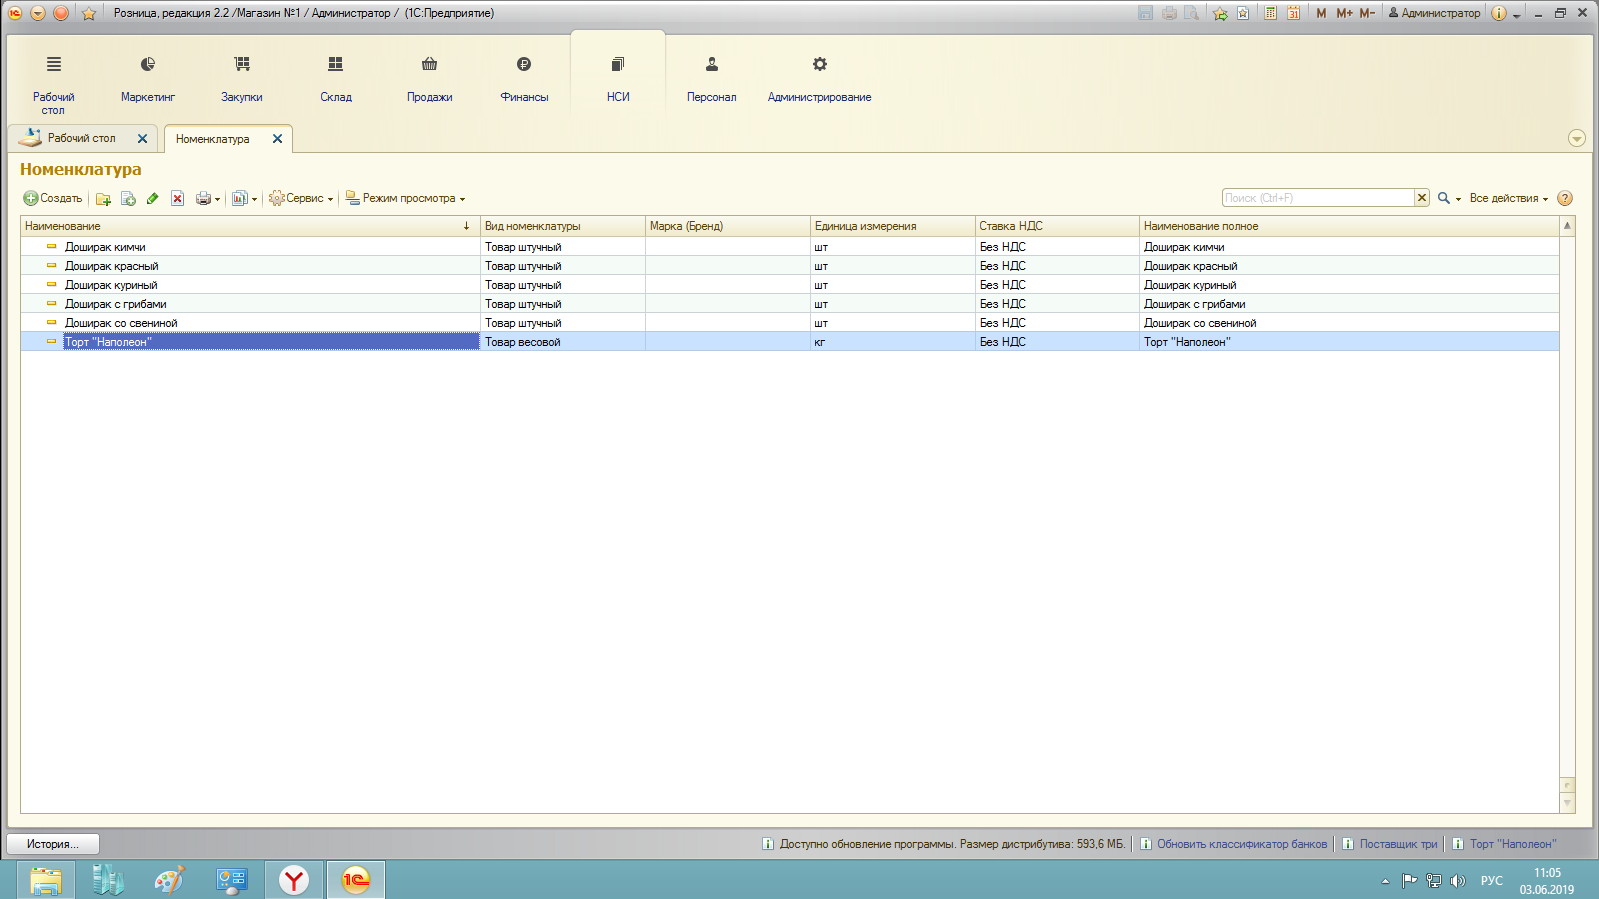 Розница, редакция 2.2 /Магазин №1 / Администратор / (1С:Предприятие)
M M+ M- Администратор
Рабочий стол
Маркетинг
Закупки
Склад
Продажи
Финансы
НСИ
Персонал
Администрирование
Рабочий стол
Номенклатура
Номенклатура
Создать Сервис Режим просмотра Поиск (Ctrl+F) Все действия
Наименование Вид номенклатуры Марка (Бренд) Единица измерения Ставка НДС Наименование полное
Доширак кимчи Товар штучный шт Без НДС Доширак кимчи
Доширак красный Товар штучный шт Без НДС Доширак красный
Доширак куриный Товар штучный шт Без НДС Доширак куриный
Доширак с грибами Товар штучный шт Без НДС Доширак с грибами
Доширак со свениной Товар штучный шт Без НДС Доширак со свениной
Торт "Наполеон" Товар весовой кг Без НДС Торт "Наполеон"
История... Доступно обновление программы. Размер дистрибутива: 593,6 МБ. Обновить классификатор банков Поставщик три Торт "Наполеон"
РУС 11:05
03.06.2019